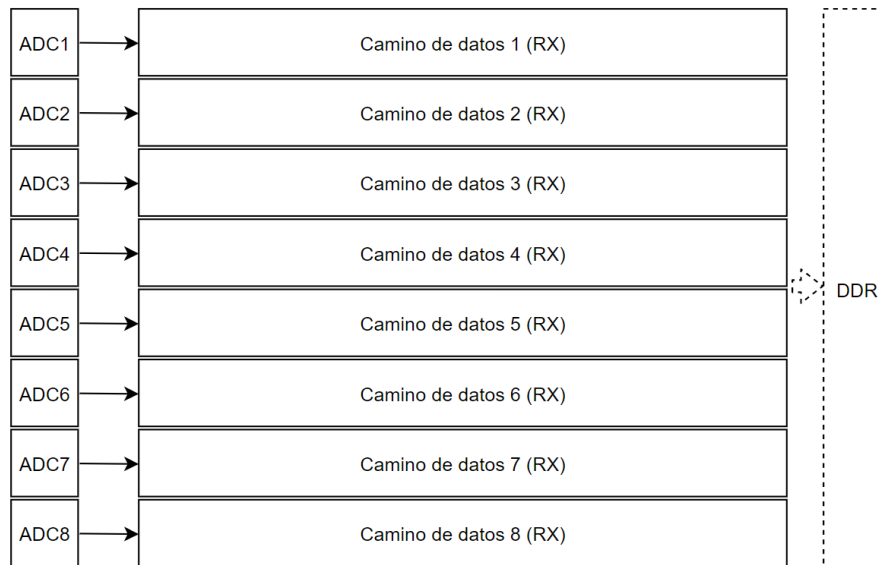 ADC1
Camino de datos 1 (RX)
ADC2
Camino de datos 2 (RX)
ADC3
Camino de datos 3 (RX)
ADC4
Camino de datos 4 (RX)
DDR
ADC5
Camino de datos 5 (RX)
ADC6
Camino de datos 6 (RX)
ADC7
Camino de datos 7 (RX)
ADC8
Camino de datos 8 (RX)